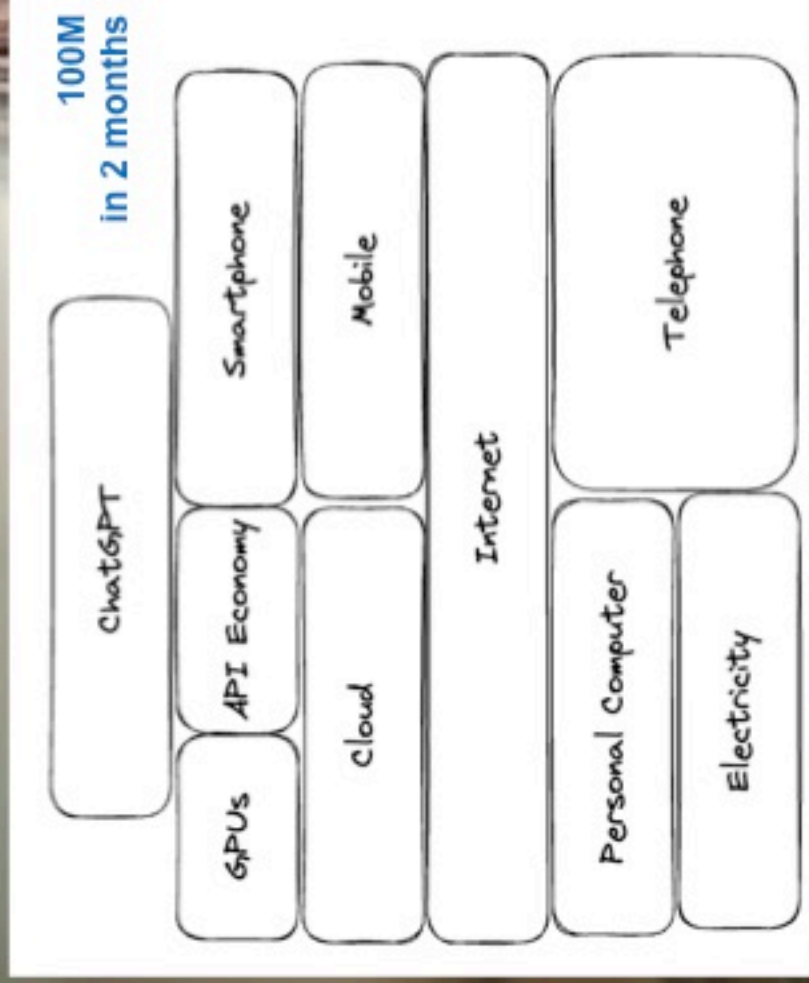 100M
in 2 months
ChatGPT
GPUs
API Economy
Smartphone
Cloud
Mobile
Internet
Personal Computer
Telephone
Electricity